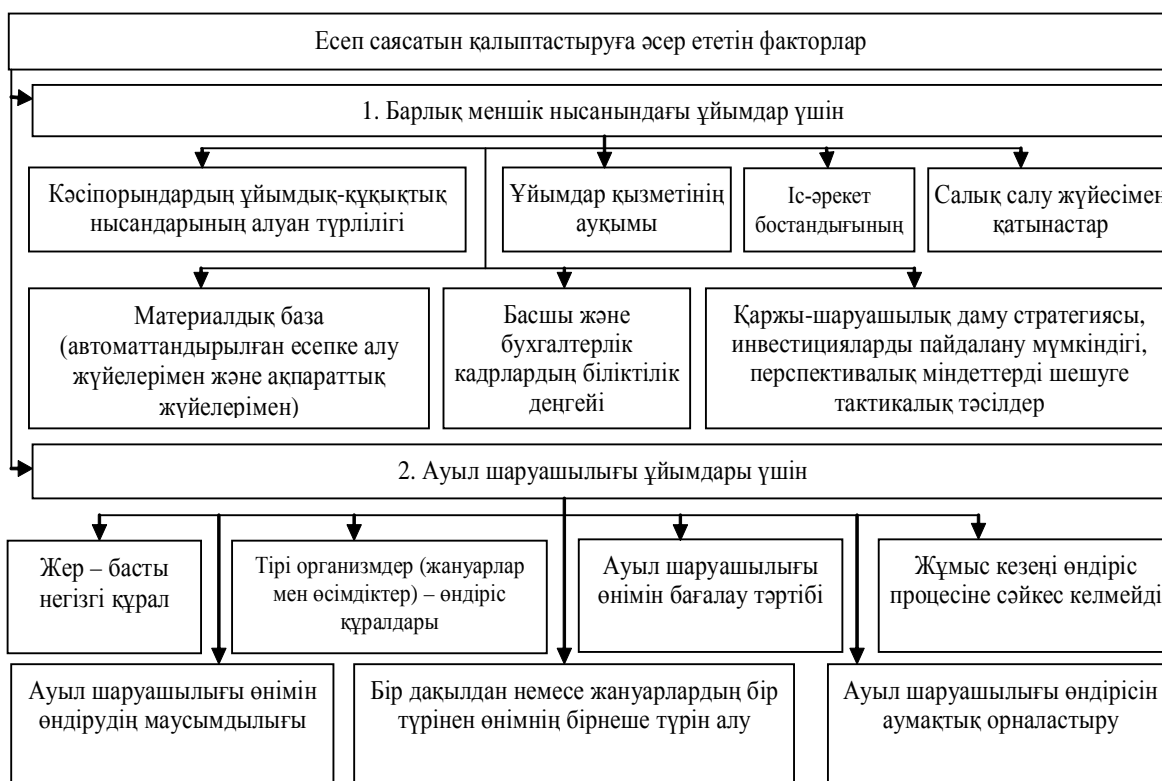 Есеп саясатын қалыптастыруға әсер ететін факторлар
1. Барлық меншік нысанындағы ұйымдар үшін
Кәсіпорындардың ұйымдық-құқықтық
нысандарының алуан түрлілігі
Ұйымдар қызметінің
ауқымы
Іс-әрекет
бостандығының
Салық салу жүйесімен
қатынастар
Материалдық база
(автоматтандырылған есепке алу
жүйелерімен және ақпараттық
жүйелерімен)
Басшы және
бухгалтерлік
кадрлардың біліктілік
деңгейі
Қаржы-шаруашылық даму стратегиясы,
инвестицияларды пайдалану мүмкіндігі,
перспективалық міндеттерді шешуге
тактикалық тәсілдер
2. Ауыл шаруашылығы ұйымдары үшін
Жер – басты
негізгі құрал
Тірі организмдер (жануарлар
мен өсімдіктер) – өндіріс
құралдары
Ауыл шаруашылығы
өнімін бағалау тәртібі
Жұмыс кезеңі өндіріс
процесіне сәйкес келмейді
Ауыл шаруашылығы өнімін
өндірудің маусымдылығы
Бір дақылдан немесе жануарлардың бір
түрінен өнімнің бірнеше түрін алу
Ауыл шаруашылығы өндірісін
аумақтық орналастыру